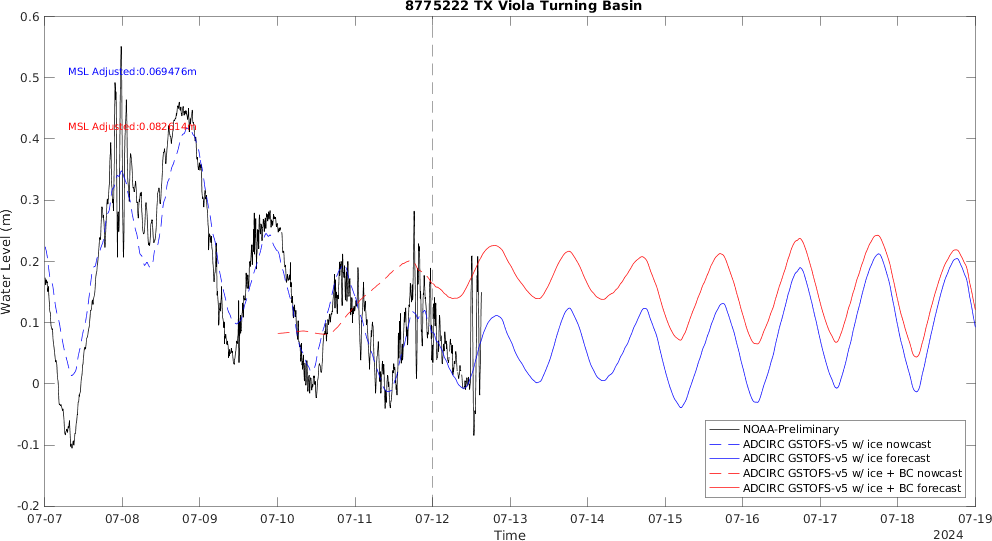 8775222 TX Viola Turning Basin
0.6
0.5
0.4
0.3
0.2
0.1
0
-0.1
-0.2
Water Level (m)
MSL Adjusted:0.069476m
MSL Adjusted:0.082614m
NOAA-Preliminary
ADCIRC GSTOFS-v5 w/ ice nowcast
ADCIRC GSTOFS-v5 w/ ice forecast
ADCIRC GSTOFS-v5 w/ ice + BC nowcast
ADCIRC GSTOFS-v5 w/ ice + BC forecast
07-07 07-08 07-09 07-10 07-11 07-12 07-13 07-14 07-15 07-16 07-17 07-18 07-19
Time
2024